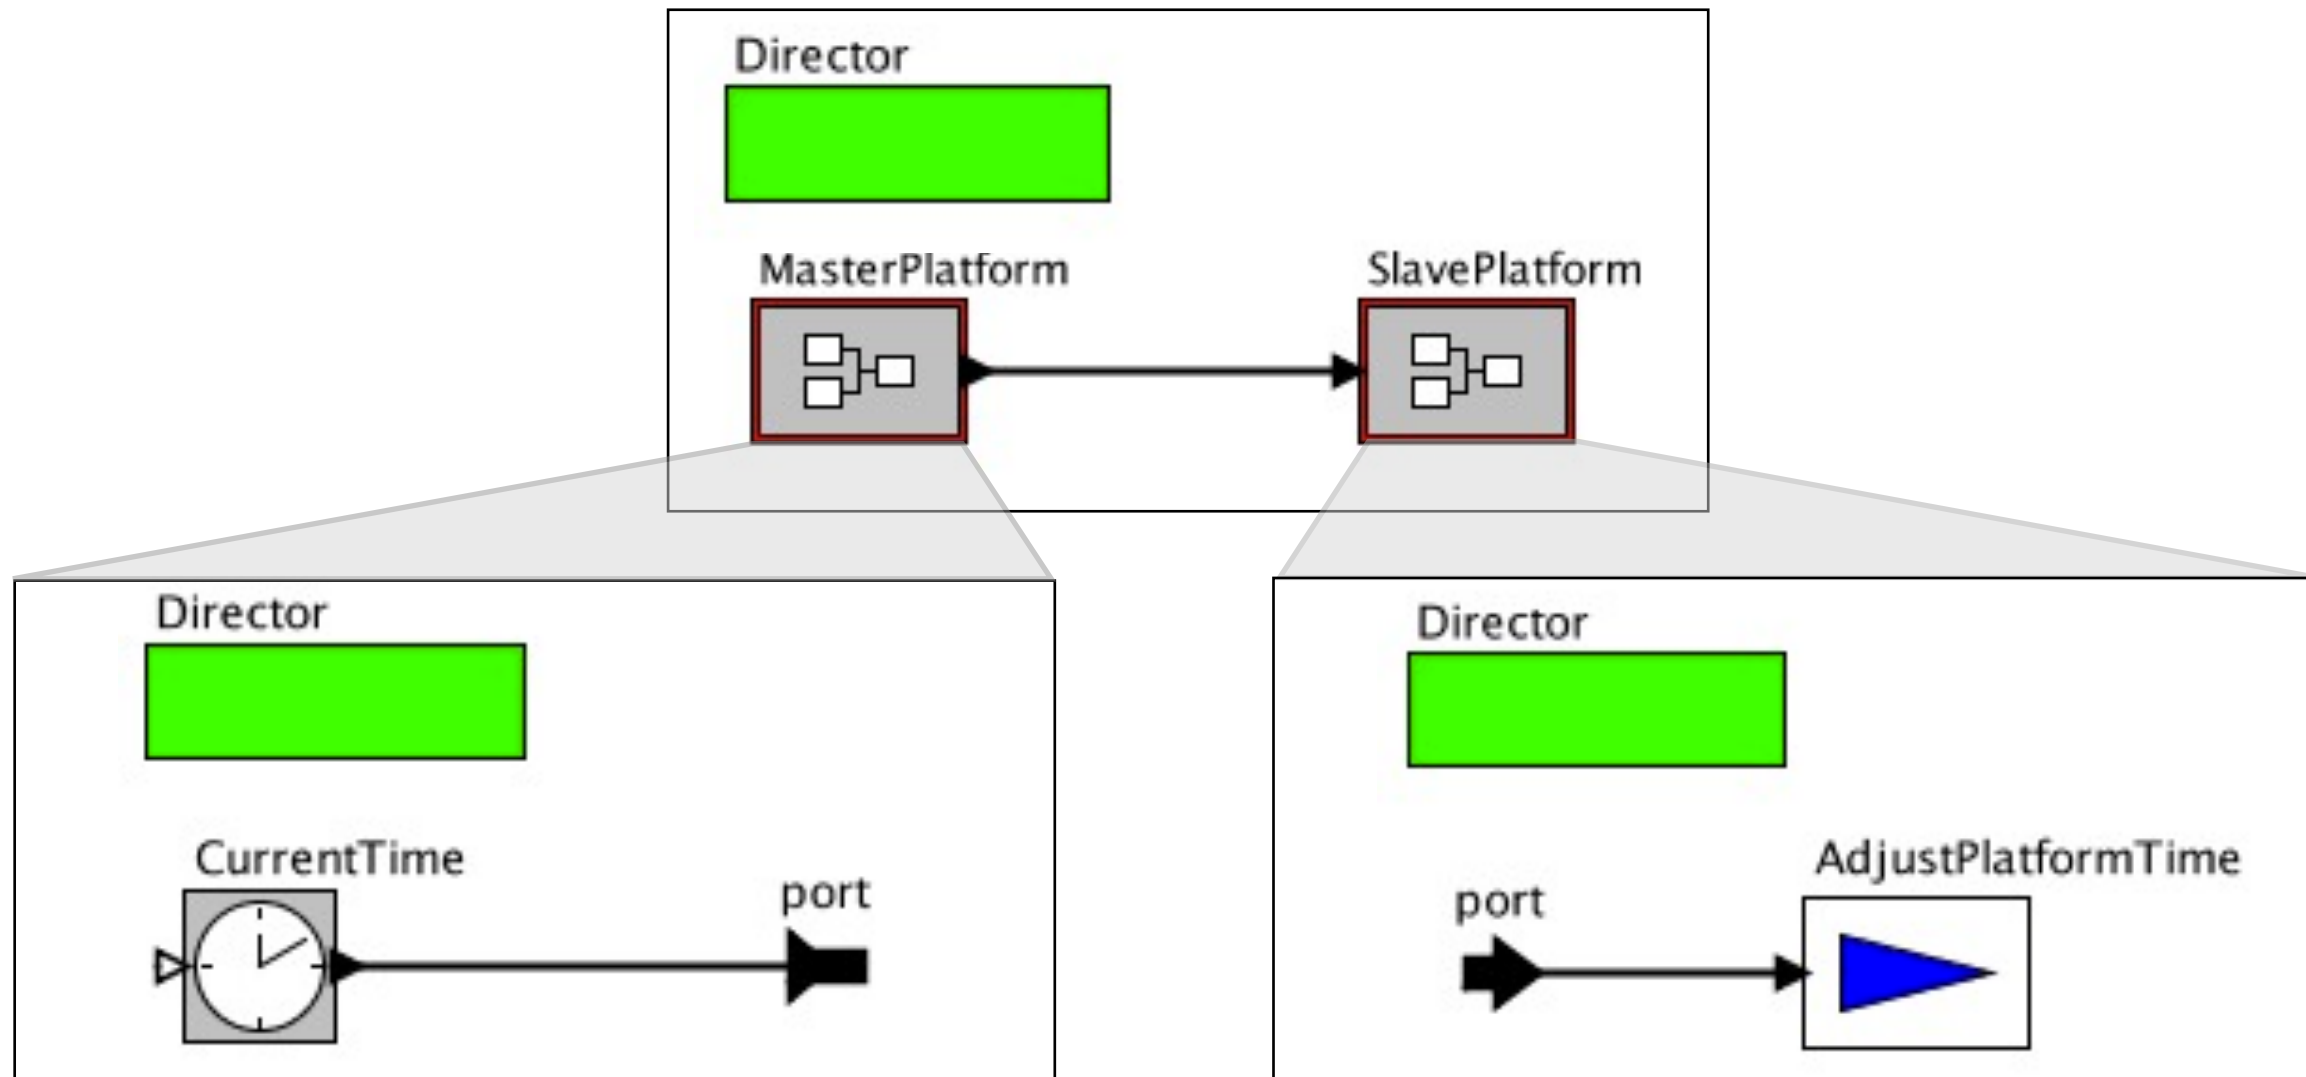 Director
MasterPlatform
SlavePlatform
Director
CurrentTime
port
Director
port
AdjustPlatformTime